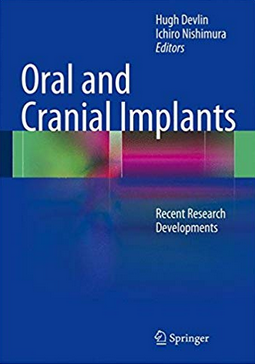 Hugh Devlin
Ichiro Nishimura
Editors
Oral and
Cranial Implants
Recent Research
Developments
Springer